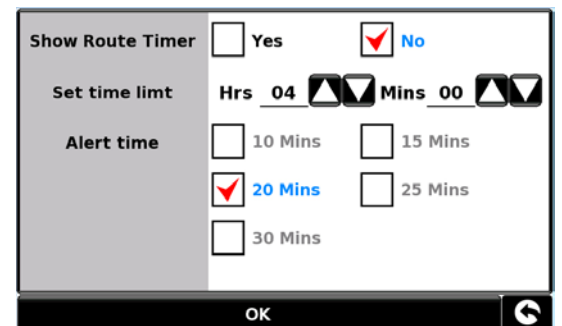 Show Route Timer Yes No
Set time limt Hrs 04 Mins 00
Alert time 10 Mins 15 Mins
20 Mins 25 Mins
30 Mins
OK